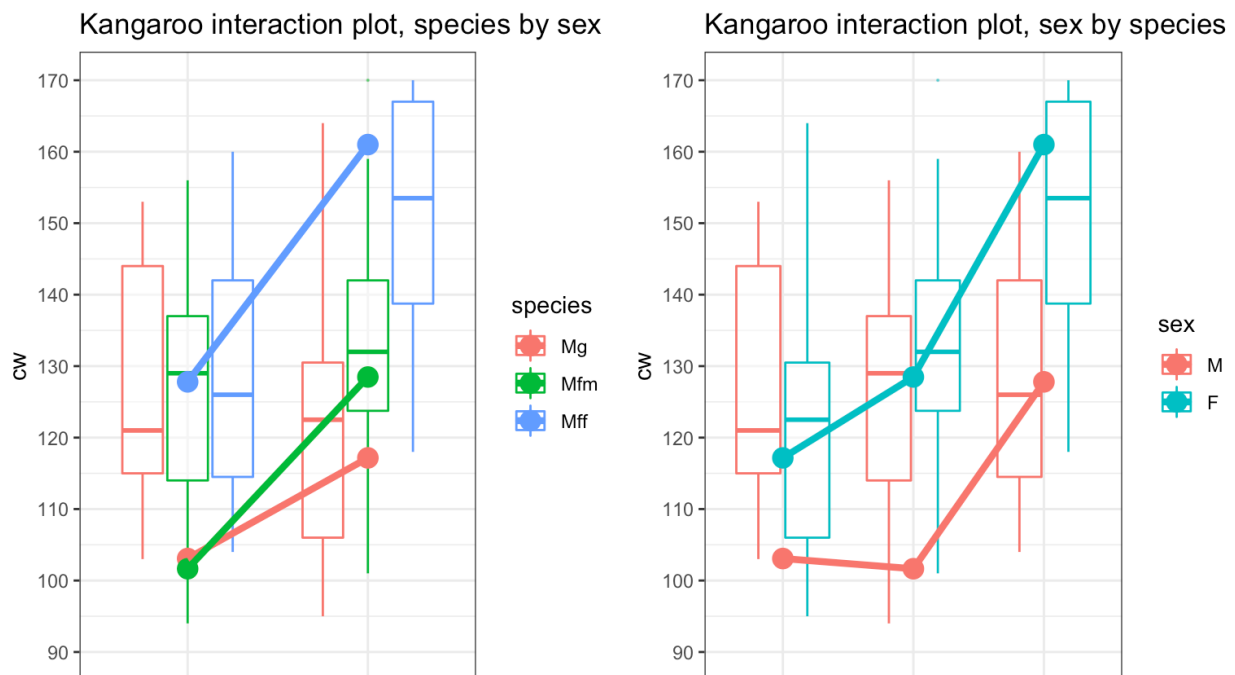 Kangaroo interaction plot, species by sex
170
160
150
140
130
120
110
100
90
cw
species
Mg
Mfm
Mff
Kangaroo interaction plot, sex by species
170
160
150
140
130
120
110
100
90
cw
sex
M
F